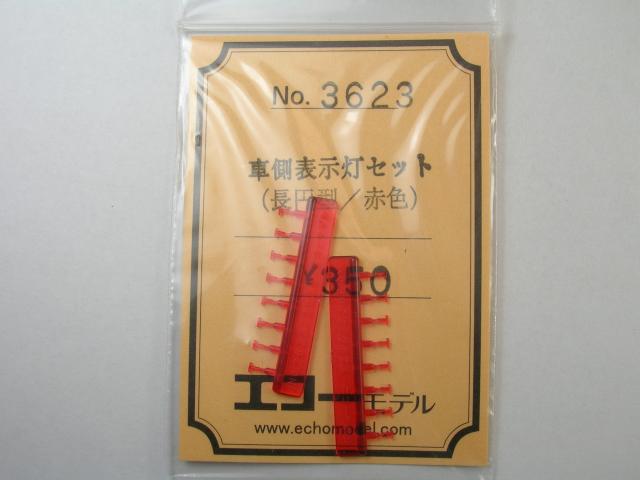 No. 3623
車側表示灯セット
(長円型/赤色)
¥350
エコーモデル
www.echomodel.com